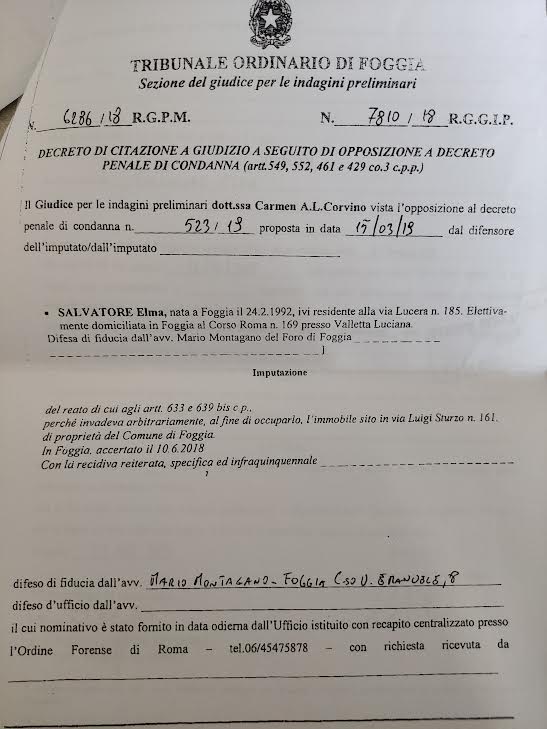 TRIBUNALE ORDINARIO DI FOGGIA
Sezione del giudice per le indagini preliminari
N. 6286/18 R.G.P.M. N. 7810/18 R.G.G.I.P.
DECRETO DI CITAZIONE A GIUDIZIO A SEGUITO DI OPPOSIZIONE A DECRETO
PENALE DI CONDANNA (artt.549, 552, 461 e 429 co.3 c.p.p.)
Il Giudice per le indagini preliminari dott.ssa Carmen A.L.Corvino vista l'opposizione al decreto
penale di condanna n. 523/19 proposta in data 15/03/19 dal difensore
dell'imputato/dall'imputato
• SALVATORE Elma, nata a Foggia il 24.2.1992, ivi residente alla via Lucera n. 185. Elettiva-
mente domiciliata in Foggia al Corso Roma n. 169 presso Valletta Luciana.
Difesa di fiducia dall'avv. Mario Montagano del Foro di Foggia
Imputazione
del reato di cui agli artt. 633 e 639 bis c.p.,
perché invadeva arbitrariamente, al fine di occuparlo, l'immobile sito in via Luigi Sturzo n. 161,
di proprietà del Comune di Foggia.
In Foggia, accertato il 10.6.2018
Con la recidiva reiterata, specifica ed infraquinquennale
difeso di fiducia dall'avv. MARIO MONTAGANO - FOGGIA C.SO V. EMANUELE, 8
difeso d'ufficio dall'avv.
il cui nominativo è stato fornito in data odierna dall'Ufficio istituito con recapito centralizzato presso
l'Ordine Forense di Roma – tel.06/45475878 – con richiesta ricevuta da